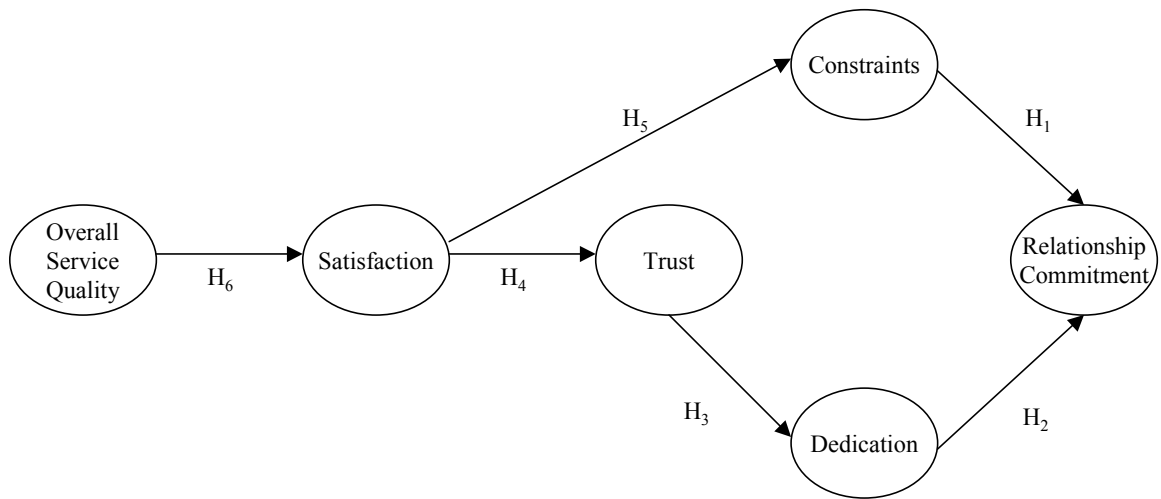 Constraints
H₅
H₁
Overall
Service
Quality
Satisfaction
Trust
Relationship
Commitment
H₆
H₄
H₃
H₂
Dedication